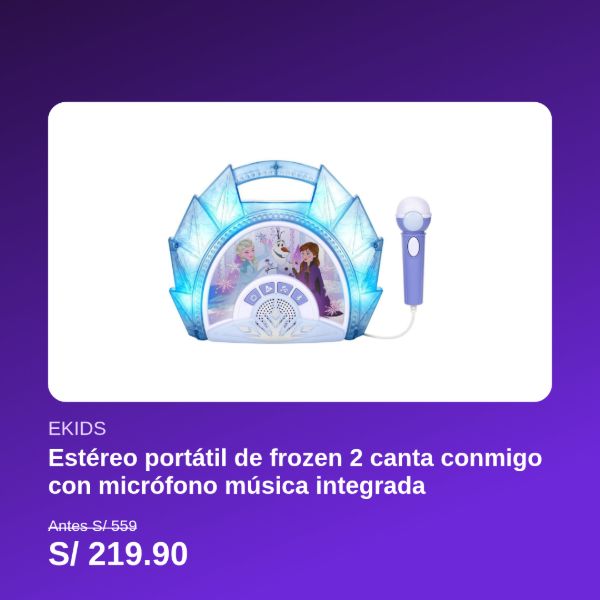 EKIDS
Estéreo portátil de frozen 2 canta conmigo
con micrófono música integrada
Antes S/ 559
S/ 219.90